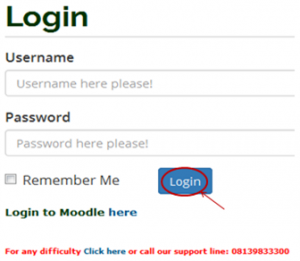 Login
Username
Username here please!
Password
Password here please!
Remember Me Login
Login to Moodle here
For any difficulty Click here or call our support line: 08139833300